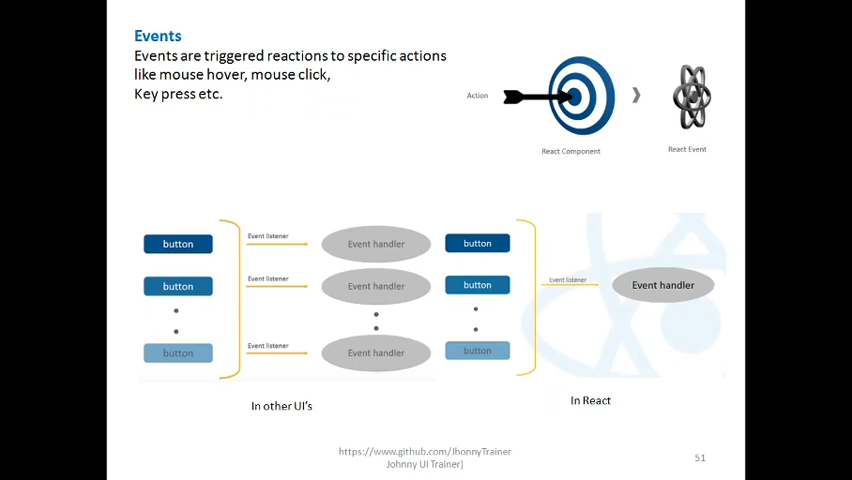 Events
Events are triggered reactions to specific actions
like mouse hover, mouse click,
Key press etc.
Action
React Component
React Event
button
Event listener
Event handler
button
Event listener
Event handler
button
Event listener
Event handler
In other UI's
button
button
button
Event listener
Event handler
In React
https://www.github.com/JhonnyTrainer
Johnny UI Trainer)
51